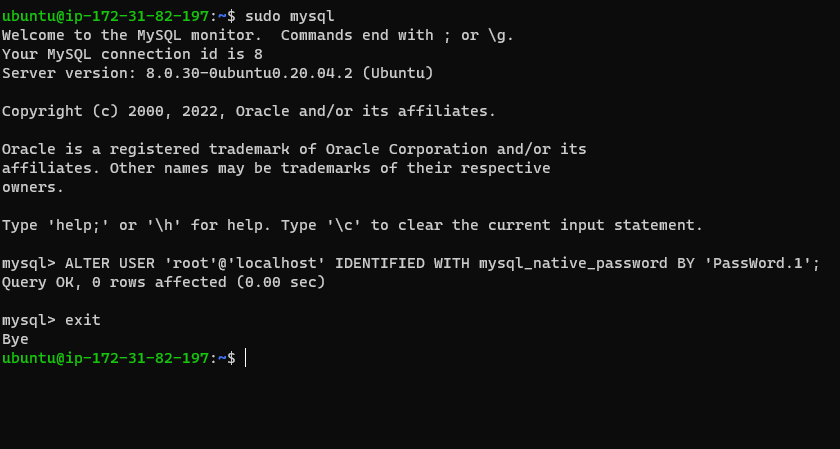 ubuntu@ip-172-31-82-197:~$ sudo mysql
Welcome to the MySQL monitor.  Commands end with ; or \g.
Your MySQL connection id is 8
Server version: 8.0.30-0ubuntu0.20.04.2 (Ubuntu)
Copyright (c) 2000, 2022, Oracle and/or its affiliates.
Oracle is a registered trademark of Oracle Corporation and/or its
affiliates. Other names may be trademarks of their respective
owners.
Type 'help;' or '\h' for help. Type '\c' to clear the current input statement.
mysql> ALTER USER 'root'@'localhost' IDENTIFIED WITH mysql_native_password BY 'PassWord.1';
Query OK, 0 rows affected (0.00 sec)
mysql> exit
Bye
ubuntu@ip-172-31-82-197:~$